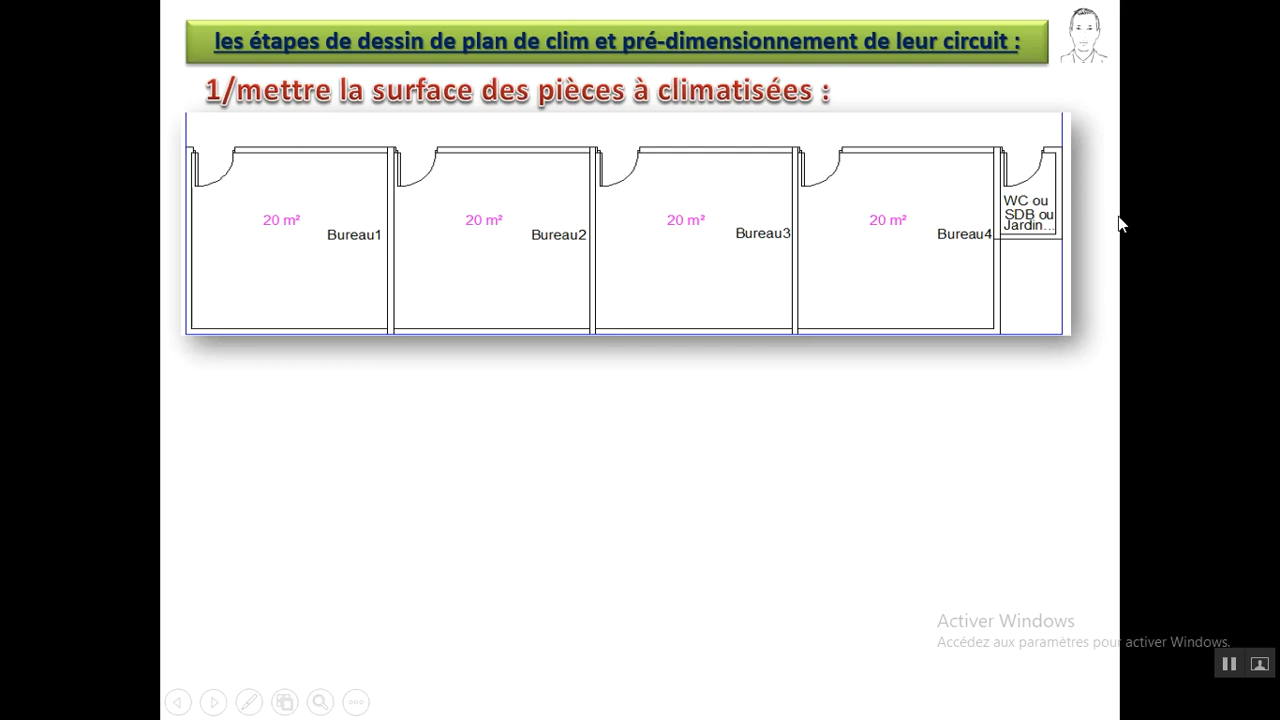 les étapes de dessin de plan de clim et pré-dimensionnement de leur circuit :
1/mettre la surface des pièces à climatisées :
20 m²
Bureau1
20 m²
Bureau2
20 m²
Bureau3
20 m²
Bureau4
WC ou
SDB ou
Jardin...
Activer Windows
Accédez aux paramètres pour activer Windows.